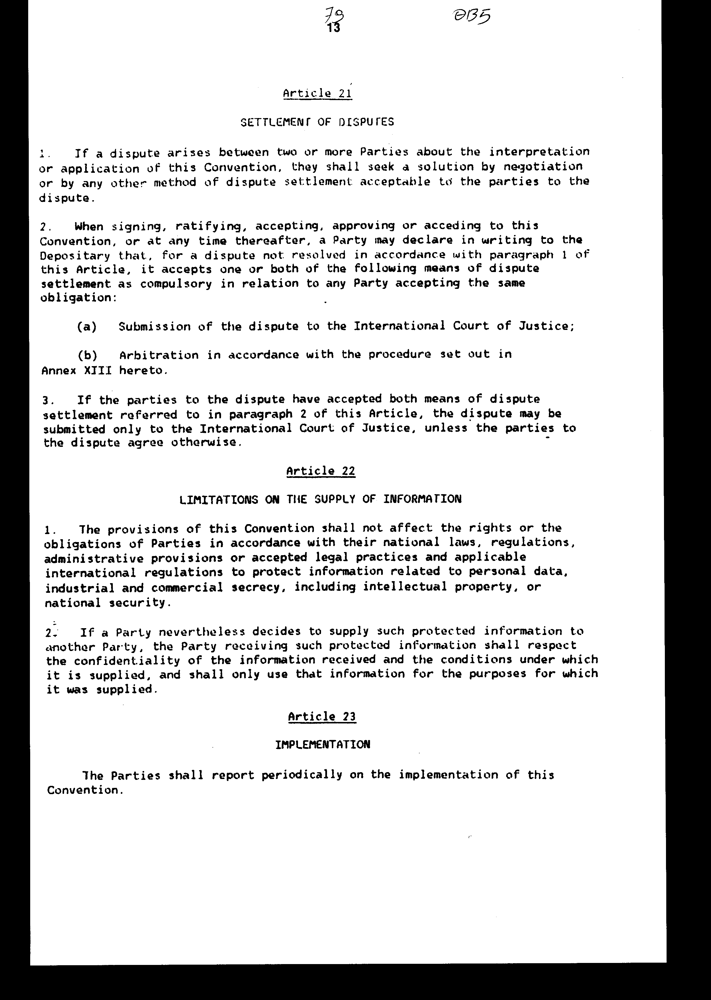 79
13
Article 21
SETTLEMENT OF DISPUTES
1. If a dispute arises between two or more Parties about the interpretation
or application of this Convention, they shall seek a solution by negotiation
or by any other method of dispute settlement acceptable to the parties to the
dispute.
2. When signing, ratifying, accepting, approving or acceding to this
Convention, or at any time thereafter, a Party may declare in writing to the
Depositary that, for a dispute not resolved in accordance with paragraph 1 of
this Article, it accepts one or both of the following means of dispute
settlement as compulsory in relation to any Party accepting the same
obligation:
(a) Submission of the dispute to the International Court of Justice;
(b) Arbitration in accordance with the procedure set out in
Annex XIII hereto.
3. If the parties to the dispute have accepted both means of dispute
settlement referred to in paragraph 2 of this Article, the dispute may be
submitted only to the International Court of Justice, unless the parties to
the dispute agree otherwise.
Article 22
LIMITATIONS ON THE SUPPLY OF INFORMATION
1. The provisions of this Convention shall not affect the rights or the
obligations of Parties in accordance with their national laws, regulations,
administrative provisions or accepted legal practices and applicable
international regulations to protect information related to personal data,
industrial and commercial secrecy, including intellectual property, or
national security.
2. If a Party nevertheless decides to supply such protected information to
another Party, the Party receiving such protected information shall respect
the confidentiality of the information received and the conditions under which
it is supplied, and shall only use that information for the purposes for which
it was supplied.
Article 23
IMPLEMENTATION
The Parties shall report periodically on the implementation of this
Convention.